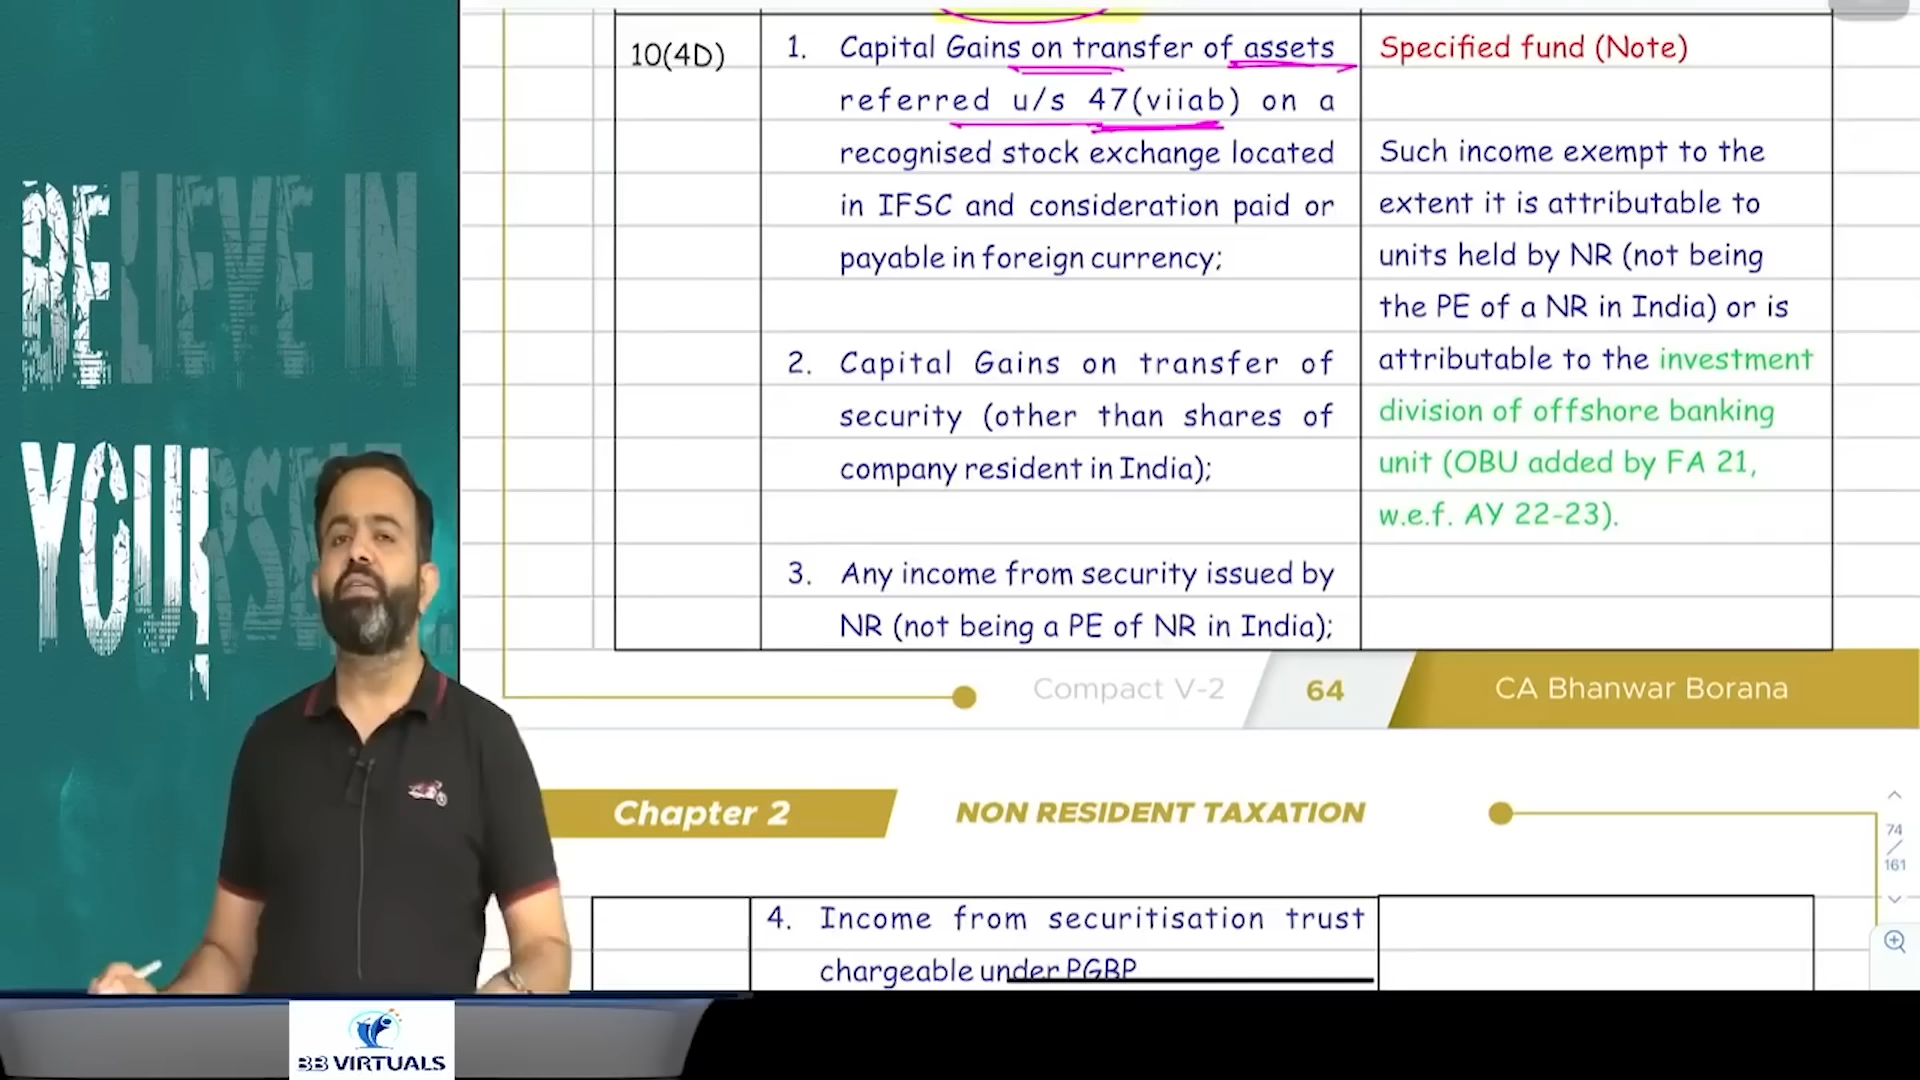 BELIEVE IN
YOURSE
10(4D)
1. Capital Gains on transfer of assets
referred u/s 47(viiab) on a
recognised stock exchange located
in IFSC and consideration paid or
payable in foreign currency;
2. Capital Gains on transfer of
security (other than shares of
company resident in India);
3. Any income from security issued by
NR (not being a PE of NR in India);
Specified fund (Note)
Such income exempt to the
extent it is attributable to
units held by NR (not being
the PE of a NR in India) or is
attributable to the investment
division of offshore banking
unit (OBU added by FA 21,
w.e.f. AY 22-23).
Compact V-2
64
CA Bhanwar Borana
Chapter 2
NON RESIDENT TAXATION
74
/
161
4. Income from securitisation trust
chargeable under PGBP
BB VIRTUALS